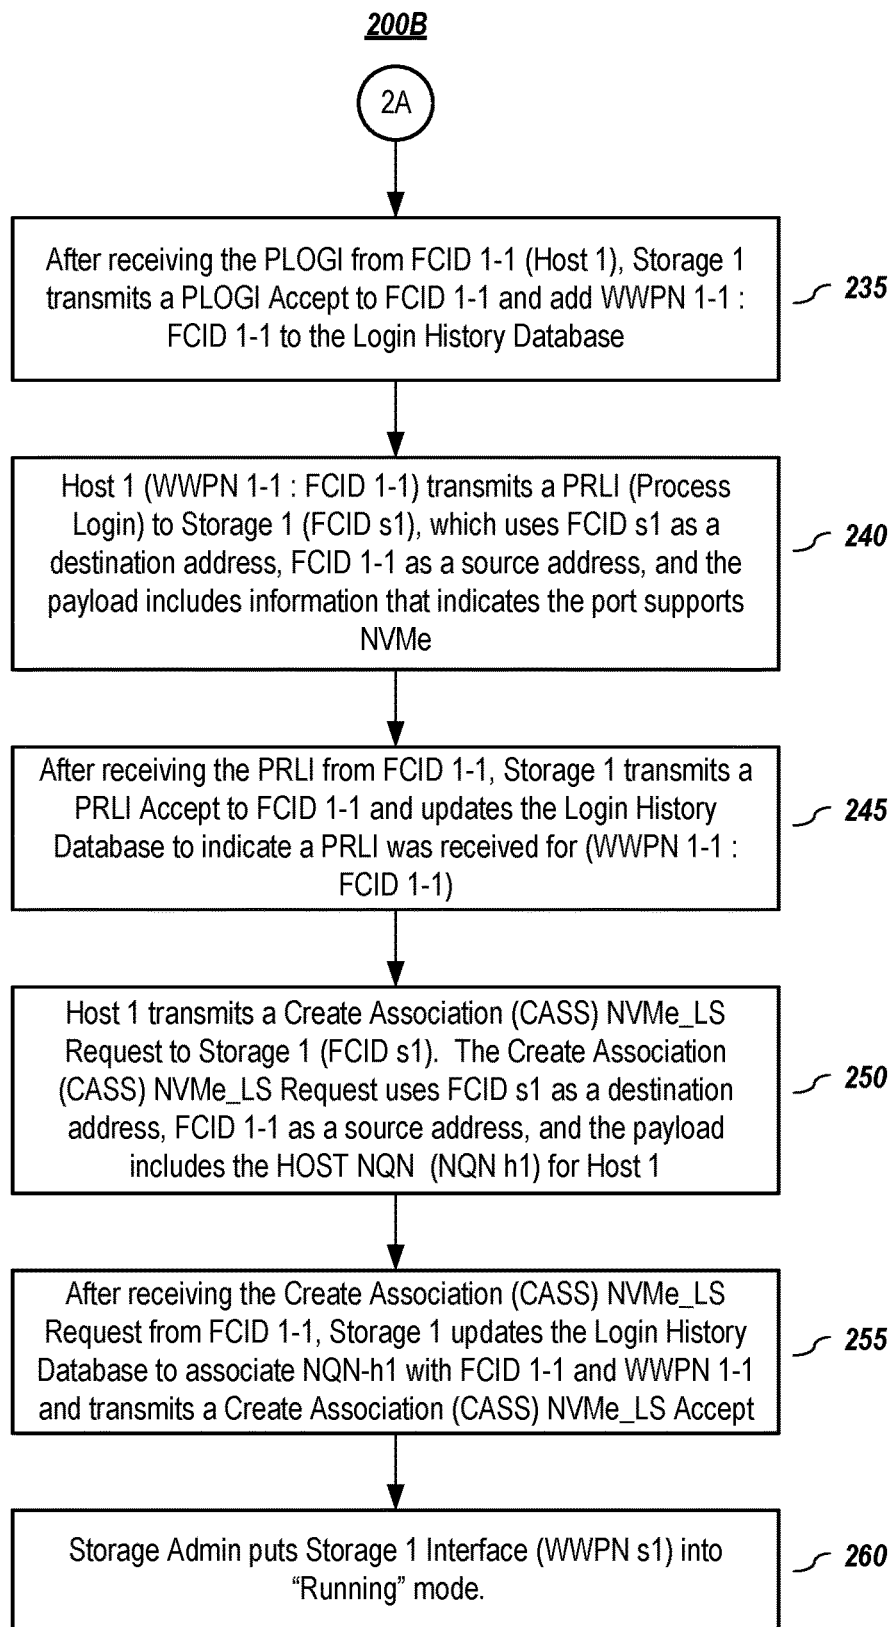 200B
2A
After receiving the PLOGI from FCID 1-1 (Host 1), Storage 1
transmits a PLOGI Accept to FCID 1-1 and add WWPN 1-1 :
FCID 1-1 to the Login History Database
235
Host 1 (WWPN 1-1 : FCID 1-1) transmits a PRLI (Process
Login) to Storage 1 (FCID s1), which uses FCID s1 as a
destination address, FCID 1-1 as a source address, and the
payload includes information that indicates the port supports
NVMe
240
After receiving the PRLI from FCID 1-1, Storage 1 transmits a
PRLI Accept to FCID 1-1 and updates the Login History
Database to indicate a PRLI was received for (WWPN 1-1 :
FCID 1-1)
245
Host 1 transmits a Create Association (CASS) NVMe_LS
Request to Storage 1 (FCID s1).  The Create Association
(CASS) NVMe_LS Request uses FCID s1 as a destination
address, FCID 1-1 as a source address, and the payload
includes the HOST NQN  (NQN h1) for Host 1
250
After receiving the Create Association (CASS) NVMe_LS
Request from FCID 1-1, Storage 1 updates the Login History
Database to associate NQN-h1 with FCID 1-1 and WWPN 1-1
and transmits a Create Association (CASS) NVMe_LS Accept
255
Storage Admin puts Storage 1 Interface (WWPN s1) into
“Running” mode.
260